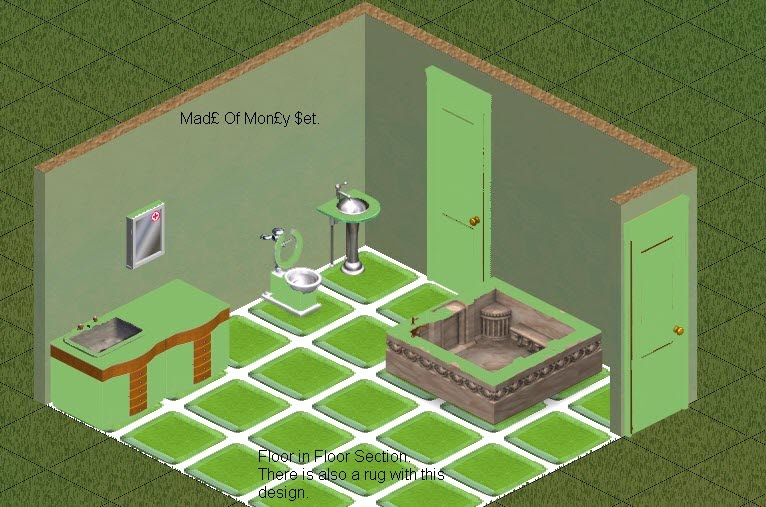 Mad£ Of Mon£y $et.
Floor in Floor Section.
There is also a rug with this
design.